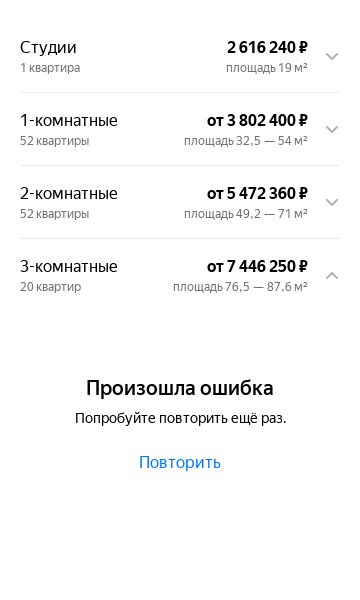 Студии 2 616 240 ₽
1 квартира площадь 19 м²
1-комнатные от 3 802 400 ₽
52 квартиры площадь 32,5 — 54 м²
2-комнатные от 5 472 360 ₽
52 квартиры площадь 49,2 — 71 м²
3-комнатные от 7 446 250 ₽
20 квартир площадь 76,5 — 87,6 м²
Произошла ошибка
Попробуйте повторить ещё раз.
Повторить